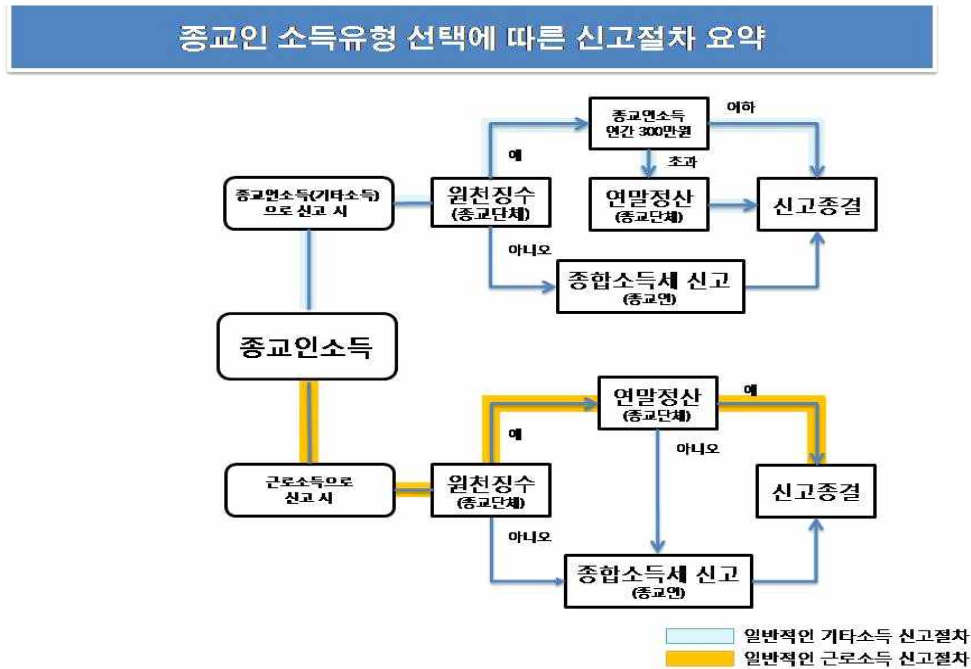 종교인 소득유형 선택에 따른 신고절차 요약
종교인소득
연간 300만원
이하
예
초과
종교인소득(기타소득)
으로 신고 시
원천징수
(종교단체)
연말정산
(종교단체)
신고종결
아니오
종합소득세 신고
(종교인)
종교인소득
연말정산
(종교단체)
예
예
아니오
근로소득으로
신고 시
원천징수
(종교단체)
신고종결
아니오
종합소득세 신고
(종교인)
일반적인 기타소득 신고절차
일반적인 근로소득 신고절차